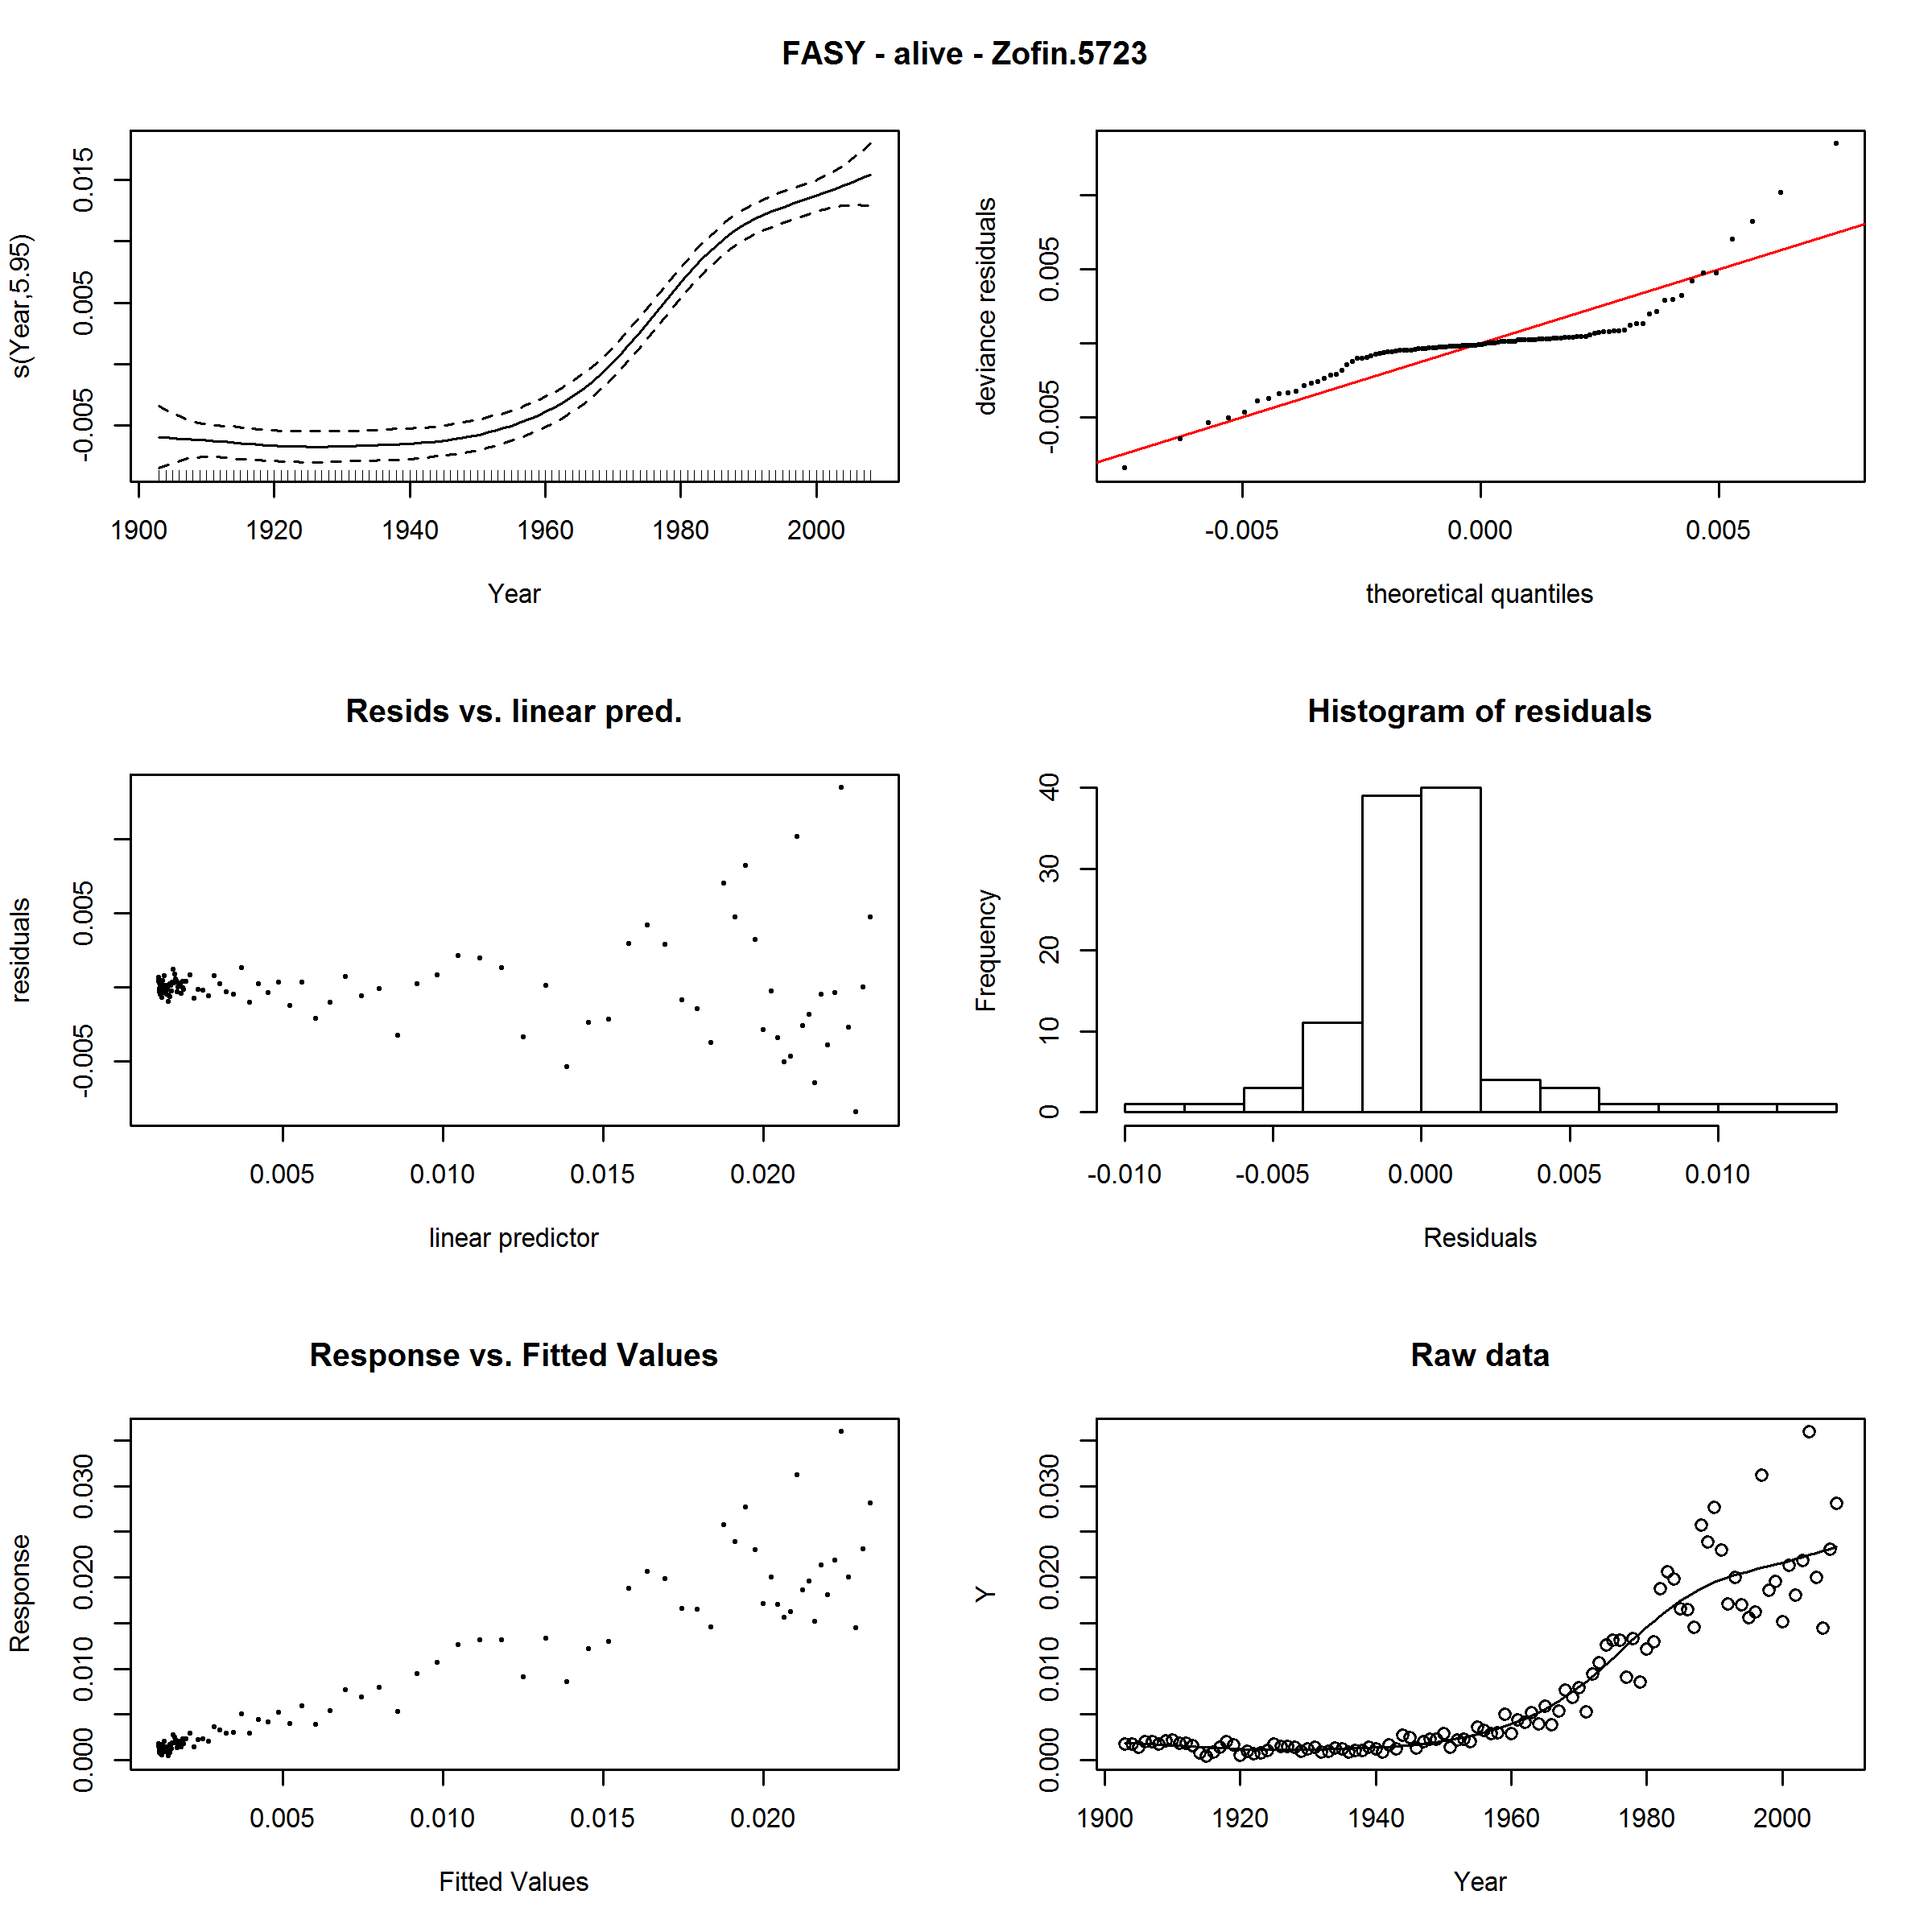 FASY - alive - Zofin.5723
s(Year,5.95)
-0.005 0.005 0.015
1900 1920 1940 1960 1980 2000
Year
deviance residuals
-0.005 0.005
-0.005 0.000 0.005
theoretical quantiles
Resids vs. linear pred.
residuals
-0.005 0.005
0.005 0.010 0.015 0.020
linear predictor
Histogram of residuals
Frequency
0 10 20 30 40
-0.010 -0.005 0.000 0.005 0.010
Residuals
Response vs. Fitted Values
Response
0.000 0.010 0.020 0.030
0.005 0.010 0.015 0.020
Fitted Values
Raw data
Y
0.000 0.010 0.020 0.030
1900 1920 1940 1960 1980 2000
Year